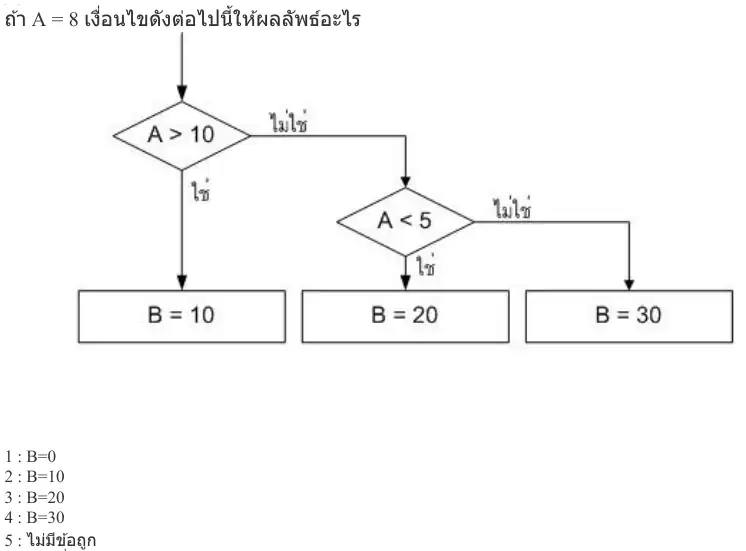 ถ้า A = 8 เงื่อนไขดังต่อไปนี้ให้ผลลัพธ์อะไร
A > 10
ไม่ใช่
ใช่
A < 5
ไม่ใช่
ใช่
B = 10
B = 20
B = 30
1 : B=0
2 : B=10
3 : B=20
4 : B=30
5 : ไม่มีข้อถูก